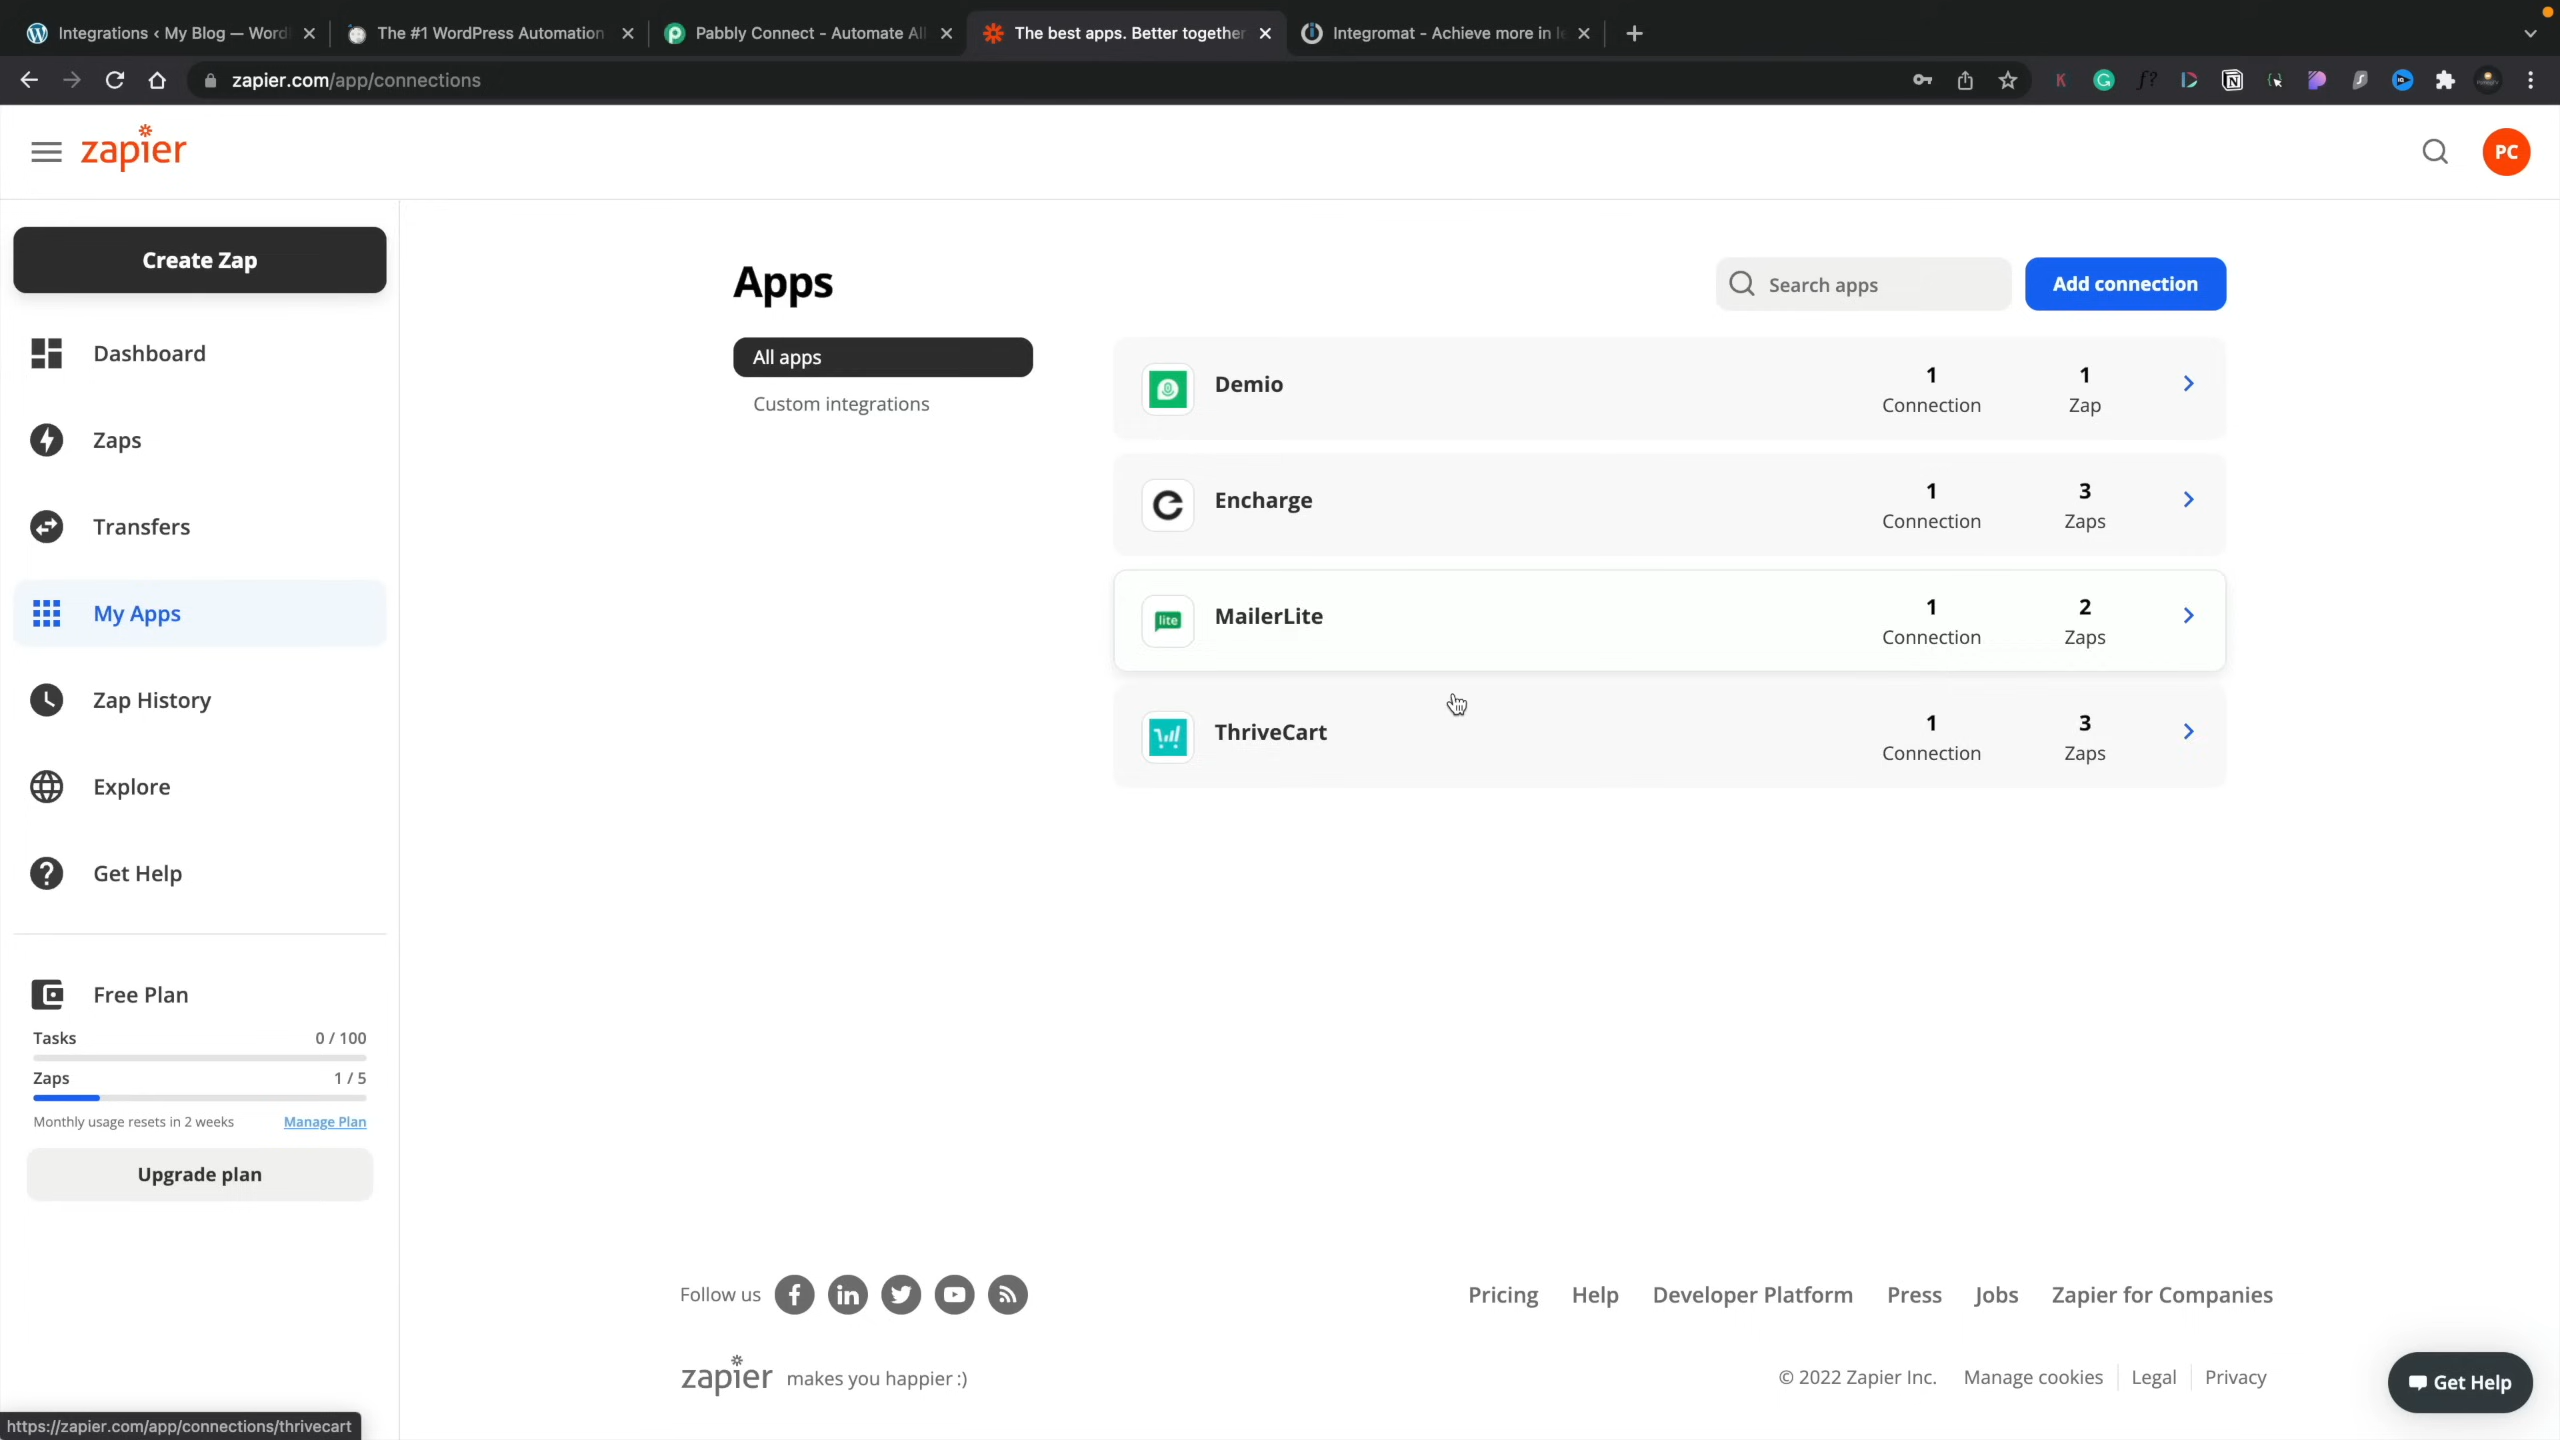 Integrations ‹ My Blog — Word
The #1 WordPress Automation
Pabbly Connect - Automate All
The best apps. Better together
Integromat - Achieve more in le
zapier.com/app/connections
zapier
PC
Create Zap
Dashboard
Zaps
Transfers
My Apps
Zap History
Explore
Get Help
Free Plan
Tasks 0 / 100
Zaps 1 / 5
Monthly usage resets in 2 weeks Manage Plan
Upgrade plan
Apps
Search apps
Add connection
All apps
Custom integrations
Demio
1 Connection
1 Zap
Encharge
1 Connection
3 Zaps
lite
MailerLite
1 Connection
2 Zaps
ThriveCart
1 Connection
3 Zaps
Follow us
Pricing Help Developer Platform Press Jobs Zapier for Companies
zapier makes you happier :)
© 2022 Zapier Inc. Manage cookies Legal Privacy
Get Help
https://zapier.com/app/connections/thrivecart